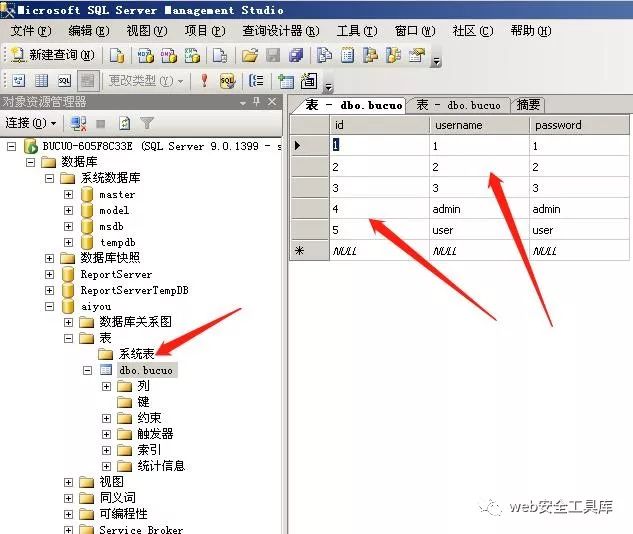 Microsoft SQL Server Management Studio
文件(F) 编辑(E) 视图(V) 项目(P) 查询设计器(R) 工具(T) 窗口(W) 社区(C) 帮助(H)
新建查询(N)
更改类型(Y)
对象资源管理器
连接(O)
BUCUO-605F8C33E (SQL Server 9.0.1399 - s
数据库
系统数据库
master
model
msdb
tempdb
数据库快照
ReportServer
ReportServerTempDB
aiyou
数据库关系图
表
系统表
dbo.bucuo
列
键
约束
触发器
索引
统计信息
视图
同义词
可编程性
Service Broker
表 - dbo.bucuo 表 - dbo.bucuo 摘要
id username password
1 1 1
2 2 2
3 3 3
4 admin admin
5 user user
NULL NULL NULL
web安全工具库